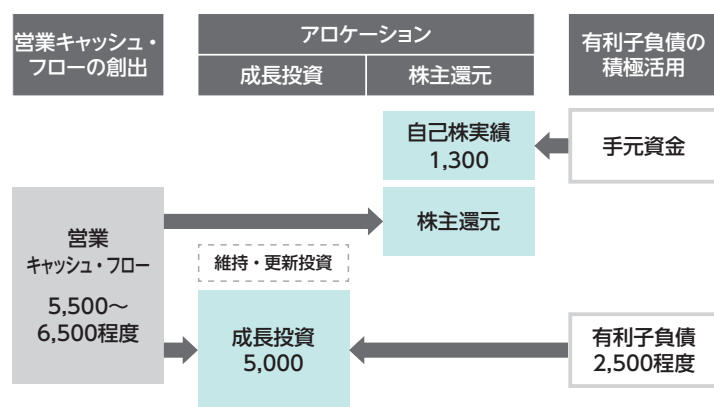 営業キャッシュ・
フローの創出
アロケーション
成長投資
株主還元
有利子負債の
積極活用
自己株実績
1,300
手元資金
営業
キャッシュ・フロー
5,500〜
6,500程度
株主還元
維持・更新投資
成長投資
5,000
有利子負債
2,500程度